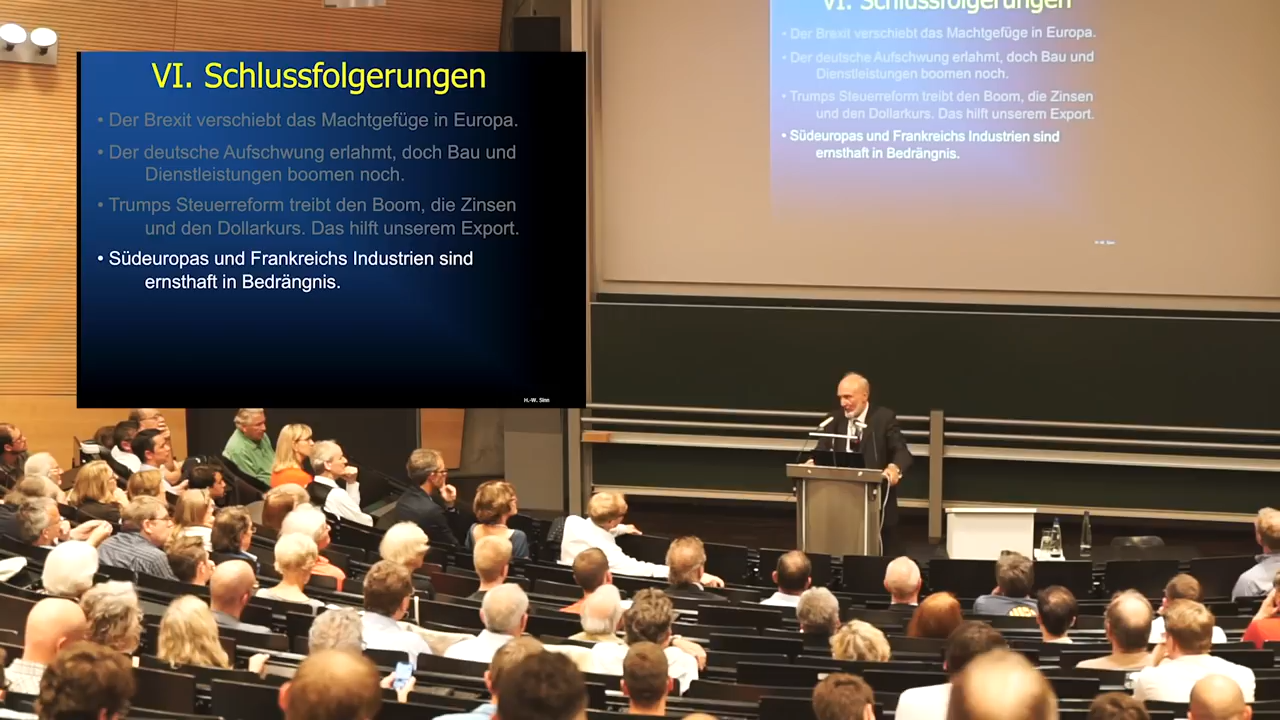 VI. Schlussfolgerungen
• Der Brexit verschiebt das Machtgefüge in Europa.
• Der deutsche Aufschwung erlahmt, doch Bau und
Dienstleistungen boomen noch.
• Trumps Steuerreform treibt den Boom, die Zinsen
und den Dollarkurs. Das hilft unserem Export.
• Südeuropas und Frankreichs Industrien sind
ernsthaft in Bedrängnis.
H.-W. Sinn
VI. Schlussfolgerungen
• Der Brexit verschiebt das Machtgefüge in Europa.
• Der deutsche Aufschwung erlahmt, doch Bau und
Dienstleistungen boomen noch.
• Trumps Steuerreform treibt den Boom, die Zinsen
und den Dollarkurs. Das hilft unserem Export.
• Südeuropas und Frankreichs Industrien sind
ernsthaft in Bedrängnis.
H.-W. Sinn